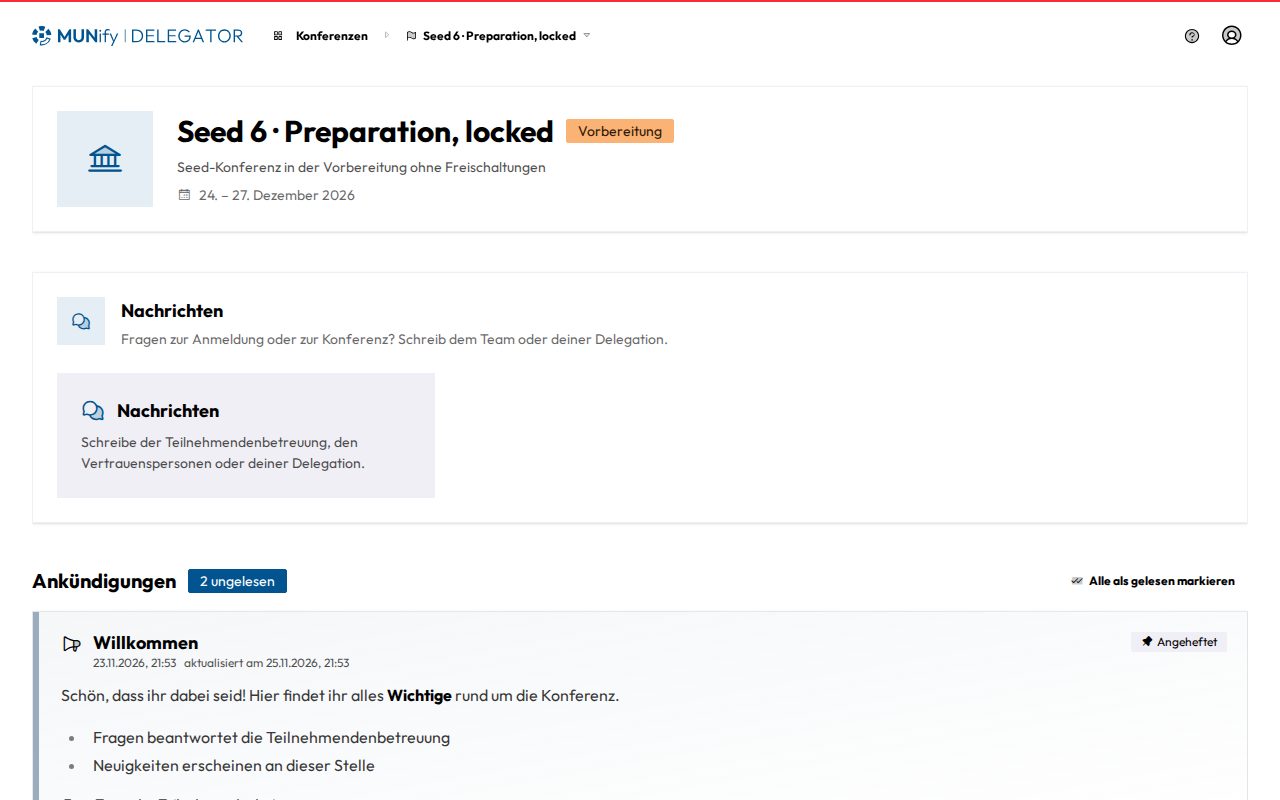 MUNify | DELEGATOR
Konferenzen
Seed 6 · Preparation, locked
Seed 6 · Preparation, locked
Vorbereitung
Seed-Konferenz in der Vorbereitung ohne Freischaltungen
24. – 27. Dezember 2026
Nachrichten
Fragen zur Anmeldung oder zur Konferenz? Schreib dem Team oder deiner Delegation.
Nachrichten
Schreibe der Teilnehmendenbetreuung, den
Vertrauenspersonen oder deiner Delegation.
Ankündigungen
2 ungelesen
Alle als gelesen markieren
Willkommen
Angeheftet
23.11.2026, 21:53 aktualisiert am 25.11.2026, 21:53
Schön, dass ihr dabei seid! Hier findet ihr alles Wichtige rund um die Konferenz.
Fragen beantwortet die Teilnehmendenbetreuung
Neuigkeiten erscheinen an dieser Stelle